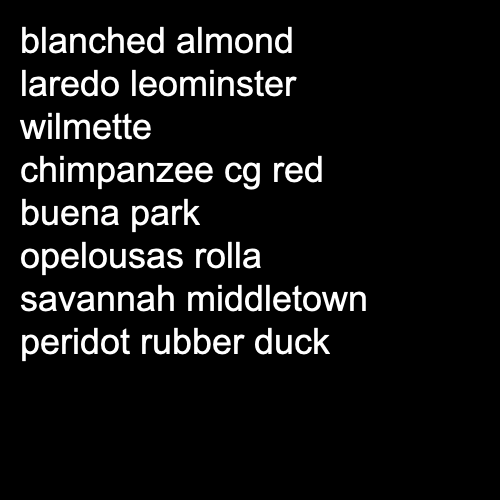 blanched almond
laredo leominster
wilmette
chimpanzee cg red
buena park
opelousas rolla
savannah middletown
peridot rubber duck